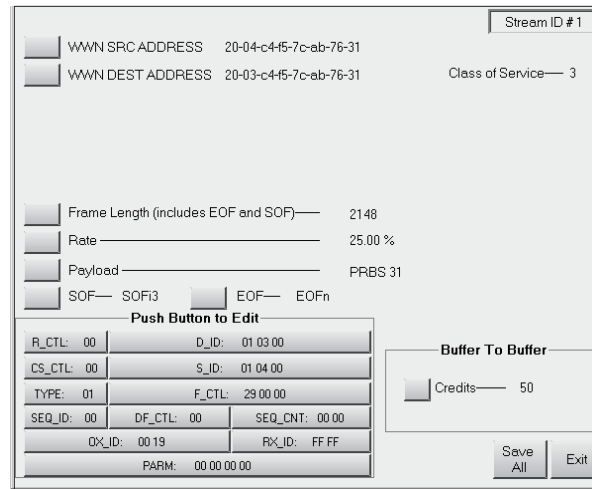 Stream ID # 1
WWN SRC ADDRESS 20-04-c4-f5-7c-ab-76-31
WWN DEST ADDRESS 20-03-c4-f5-7c-ab-76-31
Class of Service 3
Frame Length (includes EOF and SOF) 2148
Rate 25.00 %
Payload PRBS 31
SOF SOFi3 EOF EOFn
Push Button to Edit
R_CTL: 00 D_ID: 01 03 00
CS_CTL: 00 S_ID: 01 04 00
TYPE: 01 F_CTL: 29 00 00
SEQ_ID: 00 DF_CTL: 00 SEQ_CNT: 00 00
OX_ID: 00 19 RX_ID: FF FF
PARM: 00 00 00 00
Buffer To Buffer
Credits 50
Save All
Exit